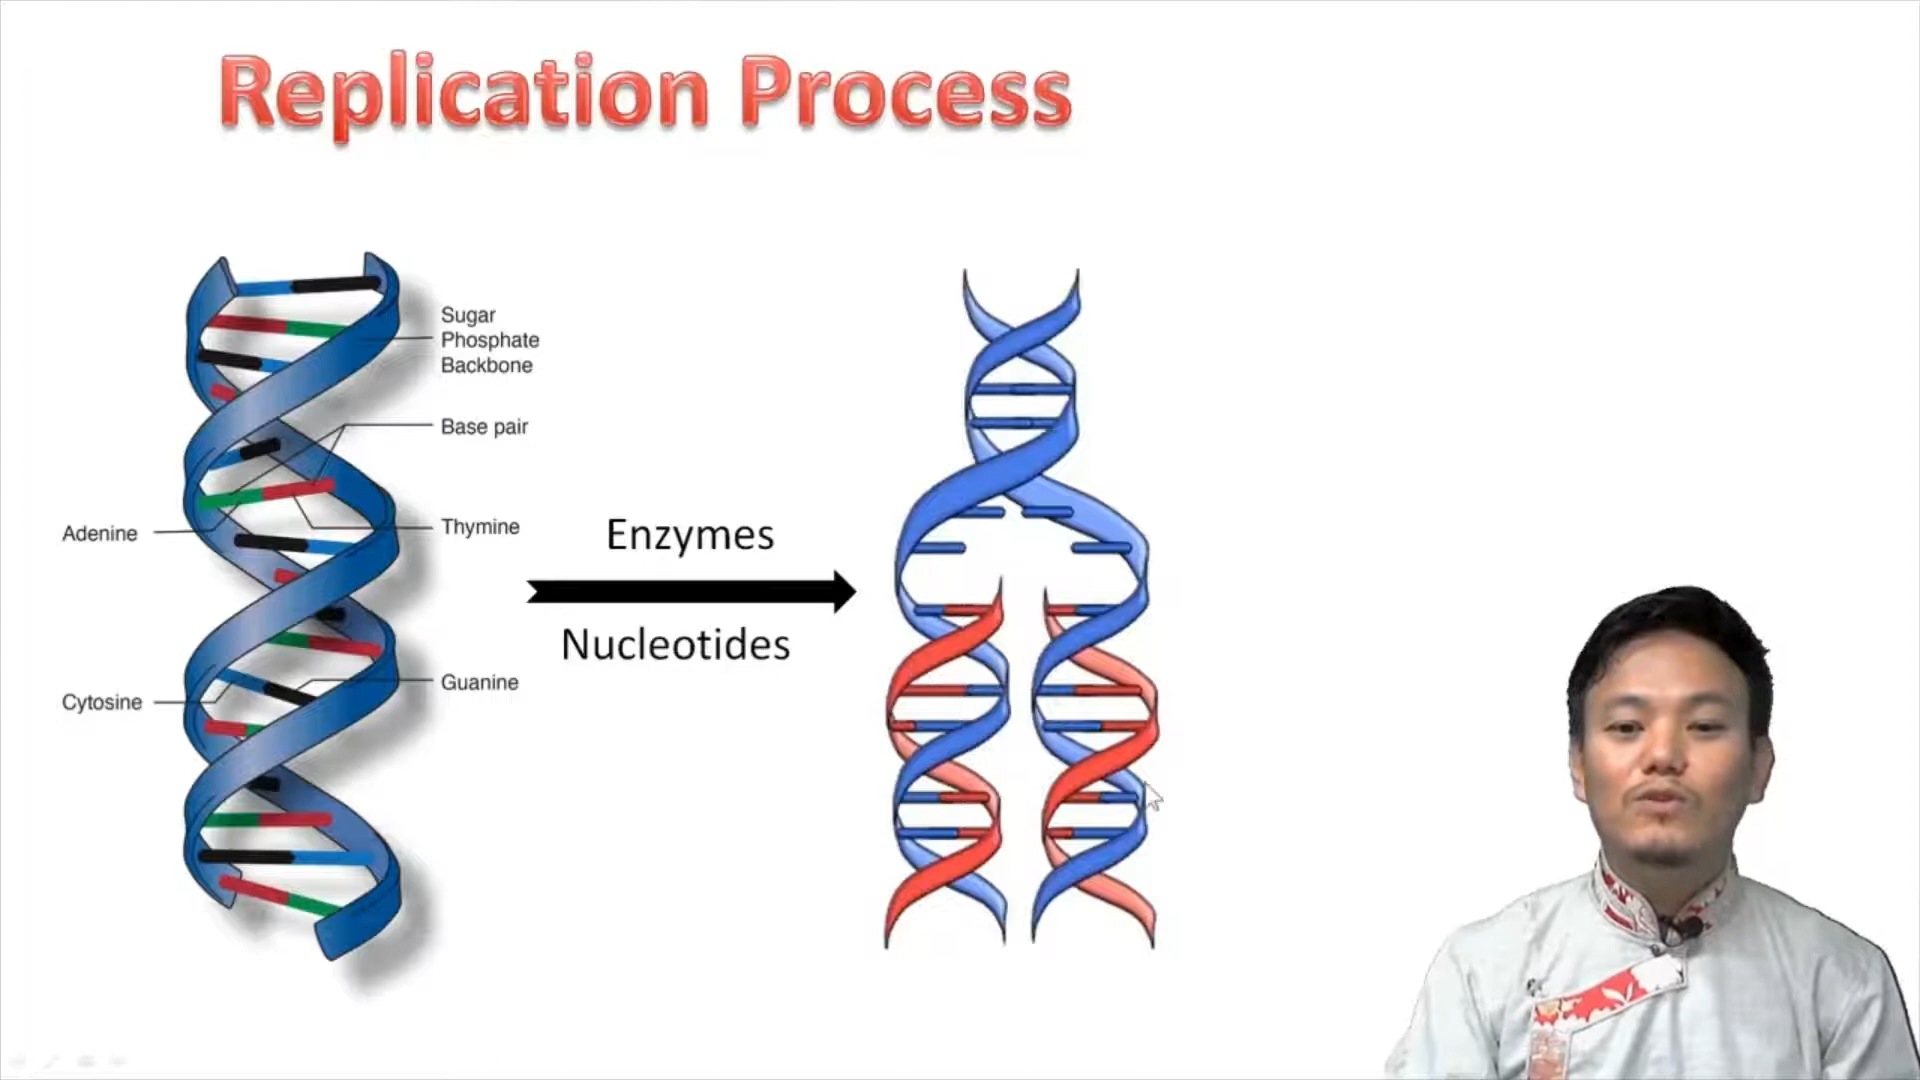 Replication Process
Sugar
Phosphate
Backbone
Base pair
Adenine
Thymine
Enzymes
Nucleotides
Cytosine
Guanine